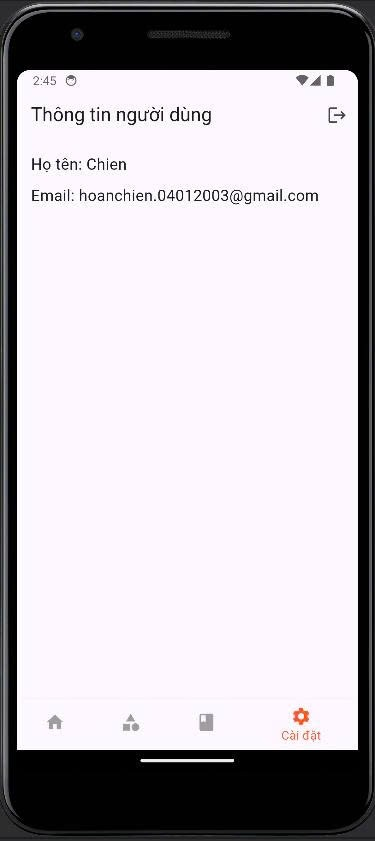 2:45
Thông tin người dùng
Họ tên: Chien
Email: hoanchien.04012003@gmail.com
Cài đặt